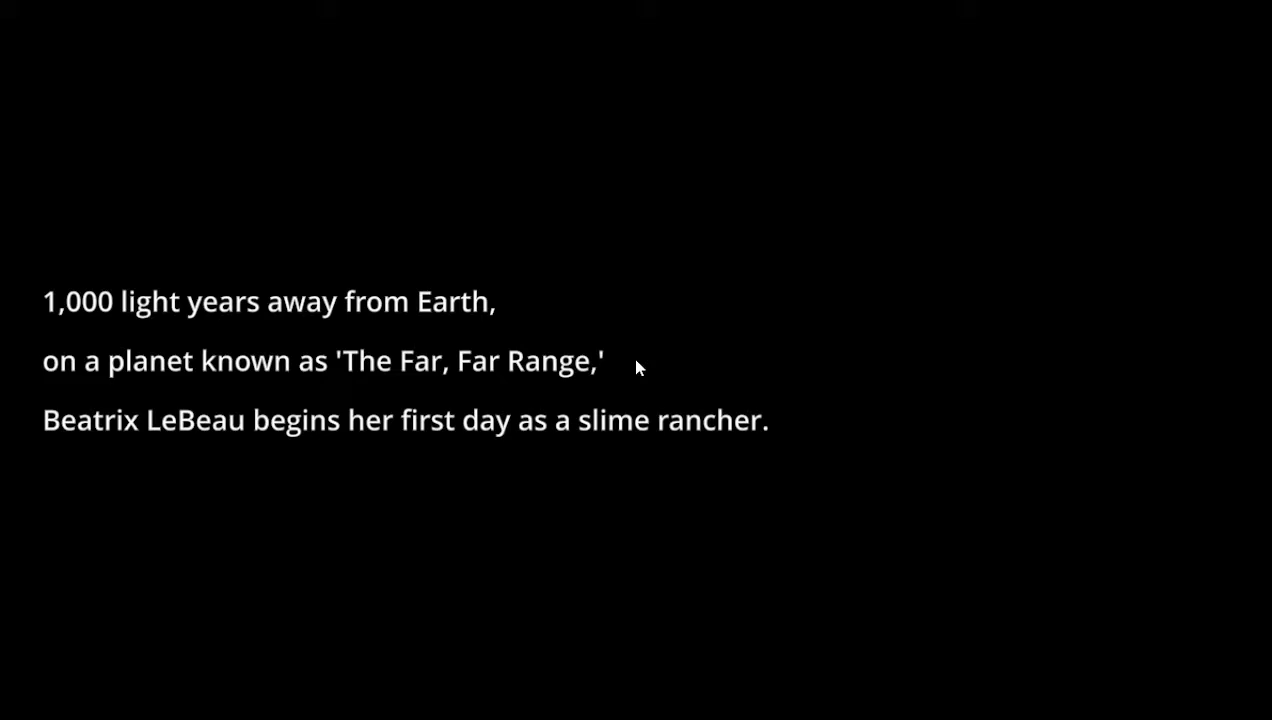 1,000 light years away from Earth,
on a planet known as 'The Far, Far Range,'
Beatrix LeBeau begins her first day as a slime rancher.